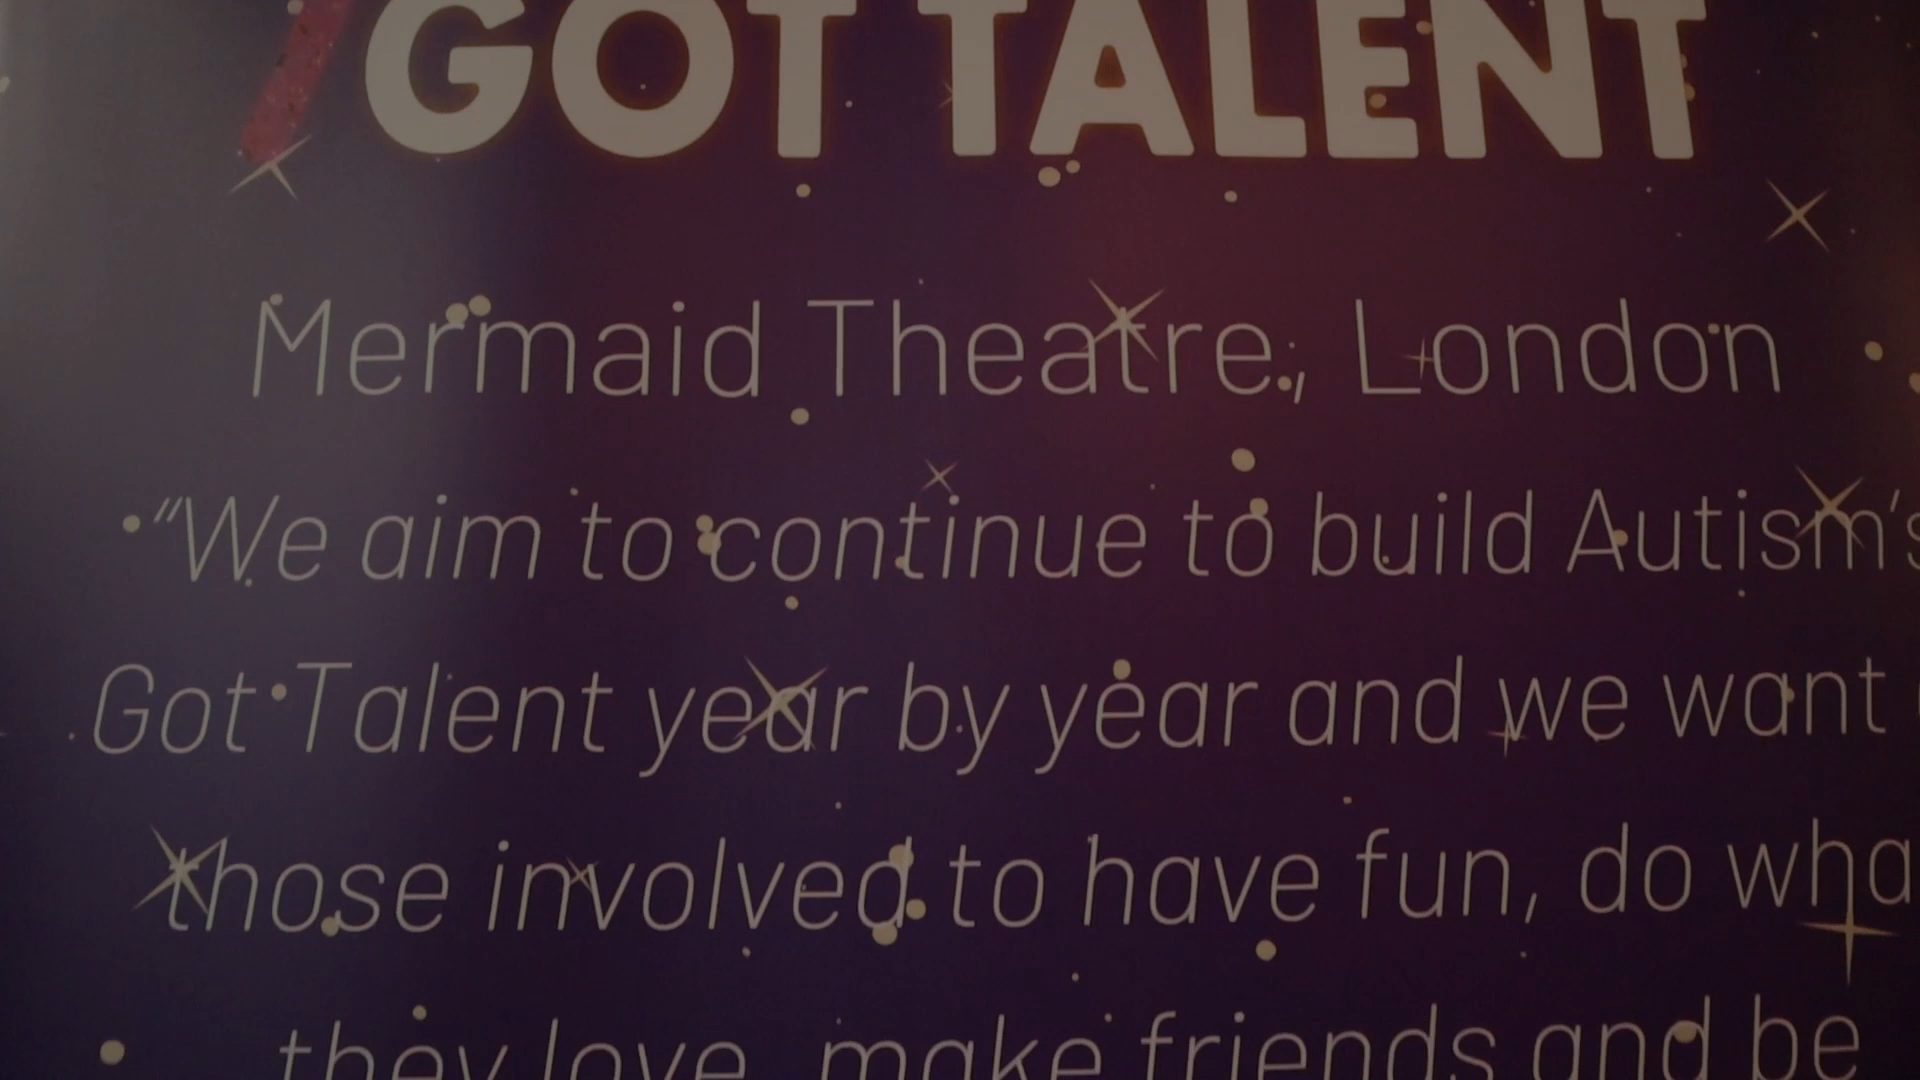 GOT TALENT
Mermaid Theatre, London
“We aim to continue to build Autism's
Got Talent year by year and we want
those involved to have fun, do wha
they love, make friends and be